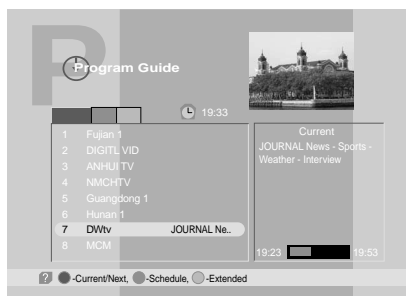 P
Program Guide
19:33
1 Fujian 1
2 DIGITL VID
3 ANHUI TV
4 NMCHTV
5 Guangdong 1
6 Hunan 1
7 DWtv JOURNAL Ne..
8 MCM
Current
JOURNAL News - Sports -
Weather - Interview
19:23 19:53
? -Current/Next, -Schedule, -Extended